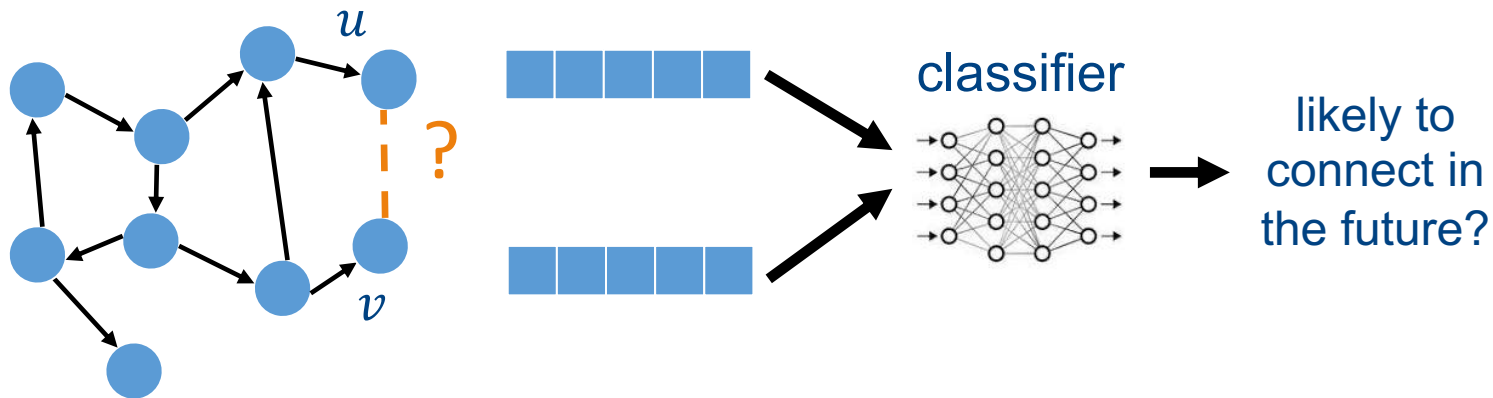 u
?
v
classifier
likely to
connect in
the future?